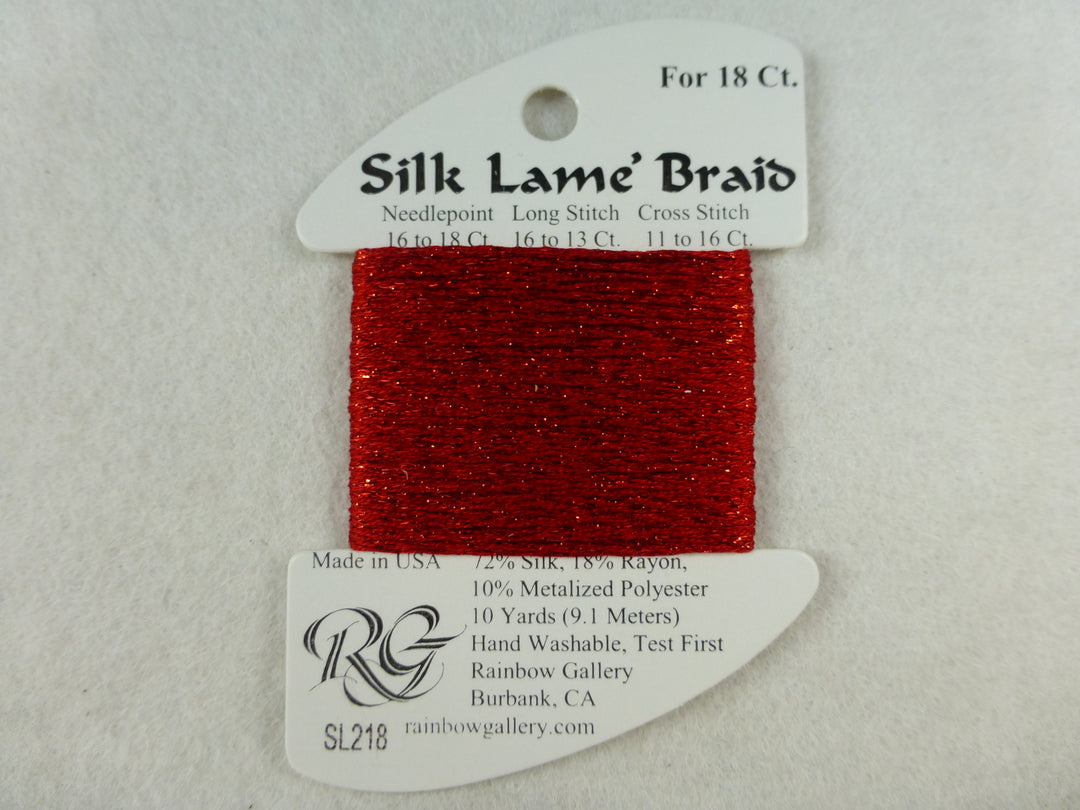 For 18 Ct.
Silk Lame' Braid
Needlepoint Long Stitch Cross Stitch
16 to 18 Ct. 16 to 13 Ct. 11 to 16 Ct.
Made in USA 72% Silk, 18% Rayon,
10% Metalized Polyester
10 Yards (9.1 Meters)
Hand Washable, Test First
Rainbow Gallery
Burbank, CA
RG
rainbowgallery.com
SL218